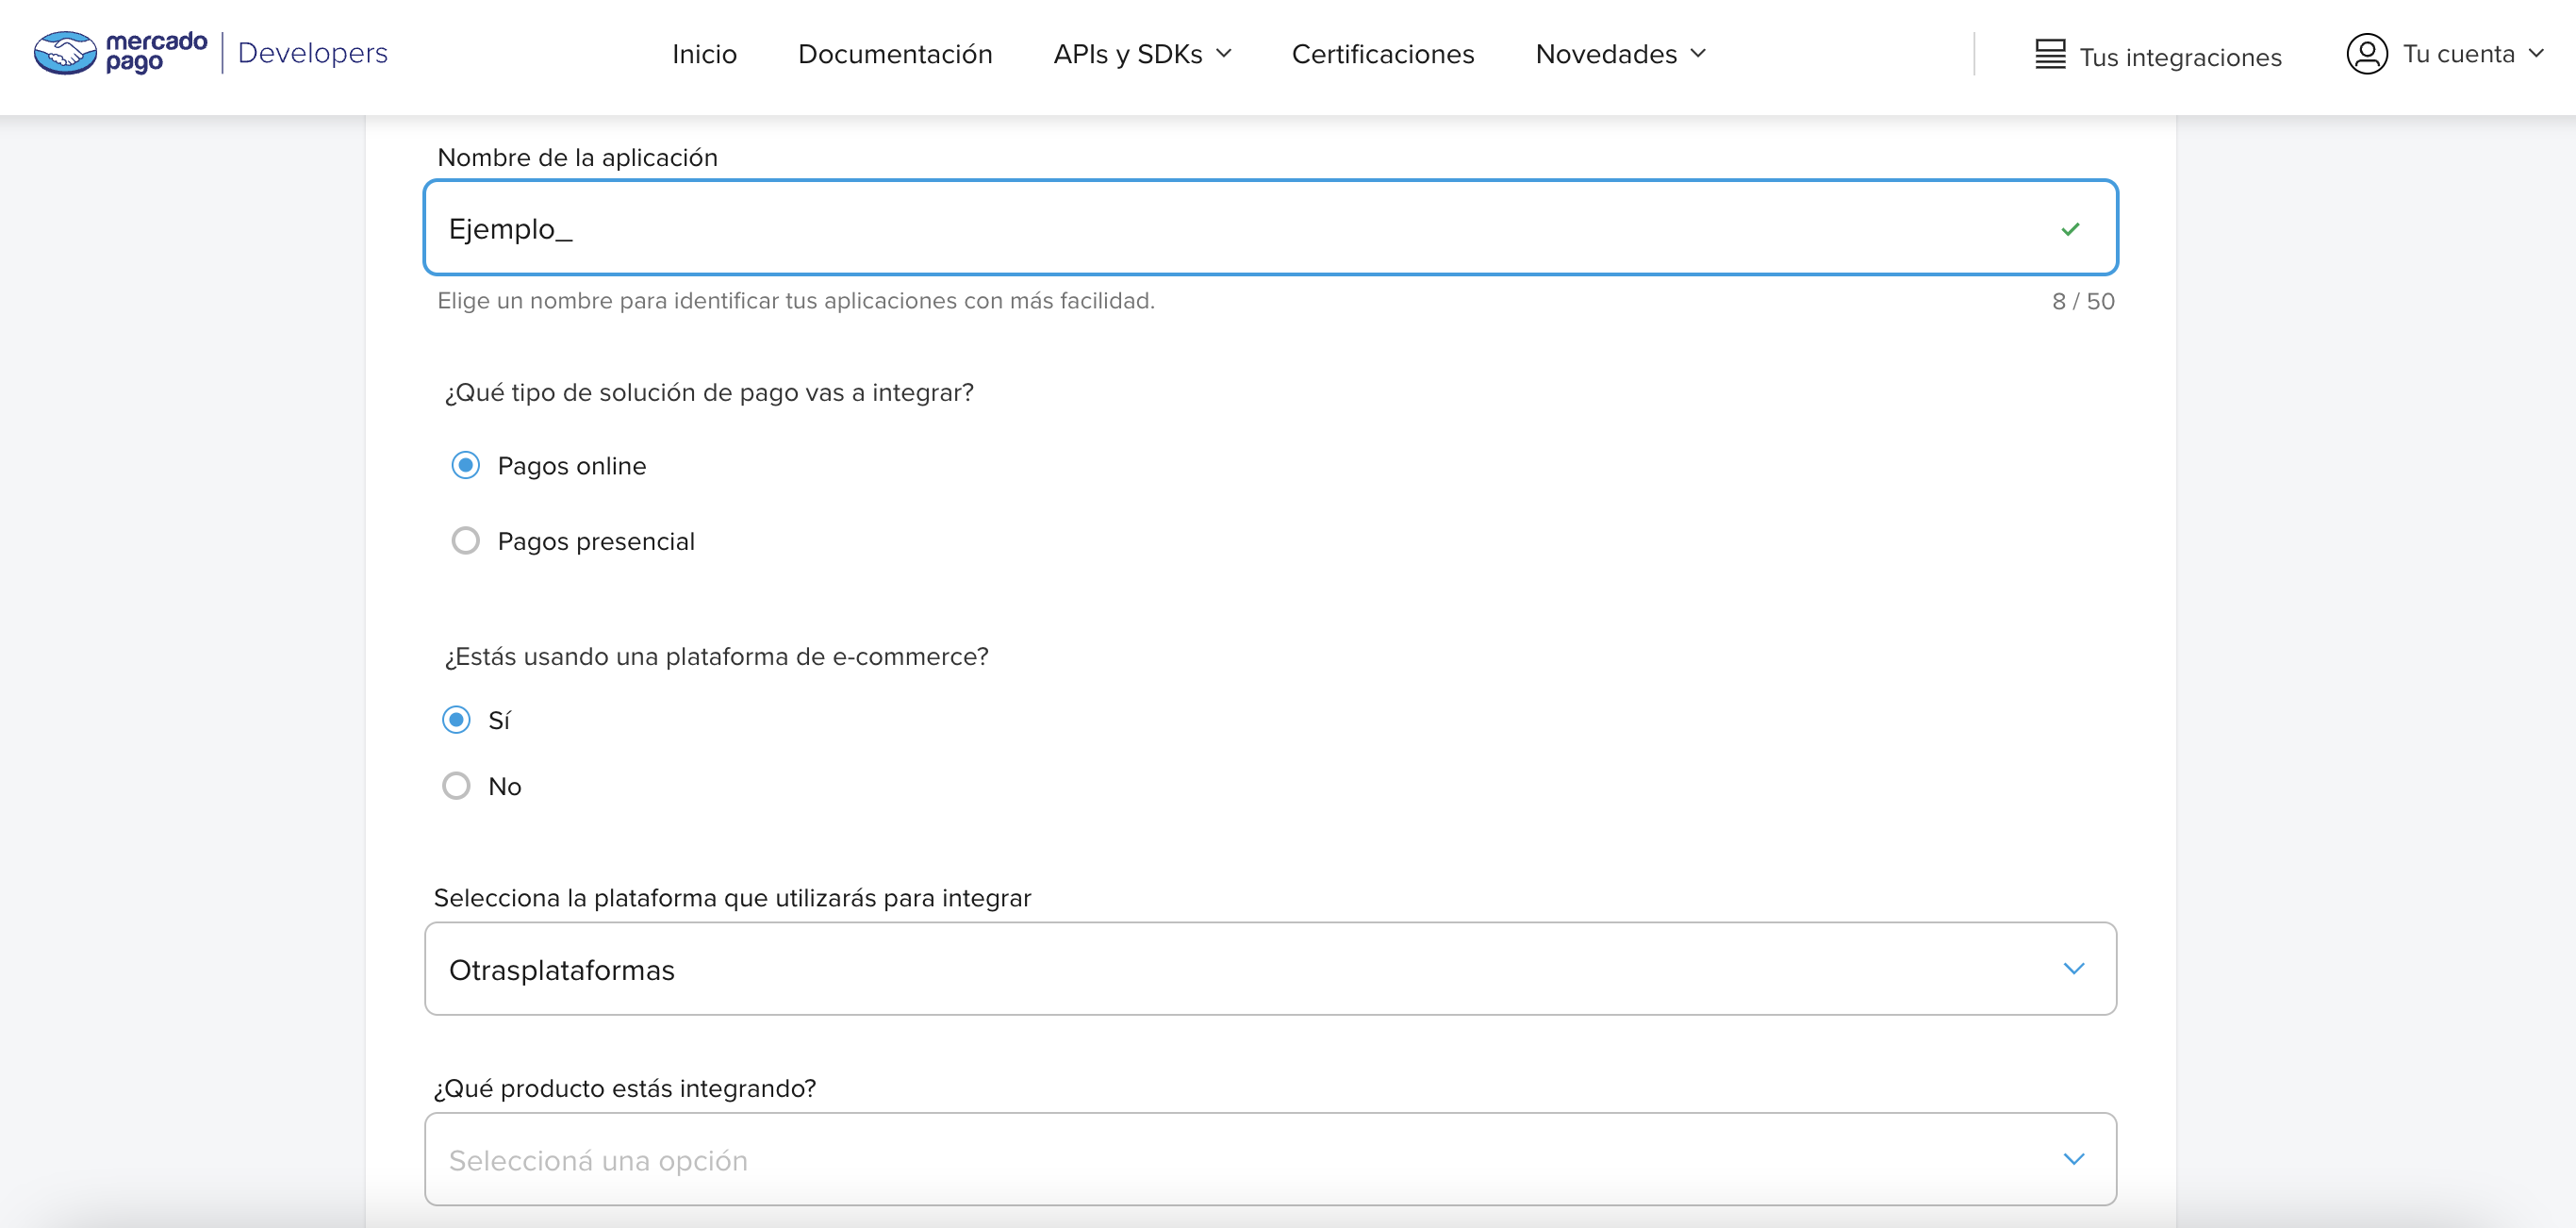 mercado pago Developers
Inicio
Documentación
APIs y SDKs
Certificaciones
Novedades
Tus integraciones
Tu cuenta
Nombre de la aplicación
Ejemplo_
Elige un nombre para identificar tus aplicaciones con más facilidad.
8 / 50
¿Qué tipo de solución de pago vas a integrar?
Pagos online
Pagos presencial
¿Estás usando una plataforma de e-commerce?
Sí
No
Selecciona la plataforma que utilizarás para integrar
Otrasplataformas
¿Qué producto estás integrando?
Seleccioná una opción